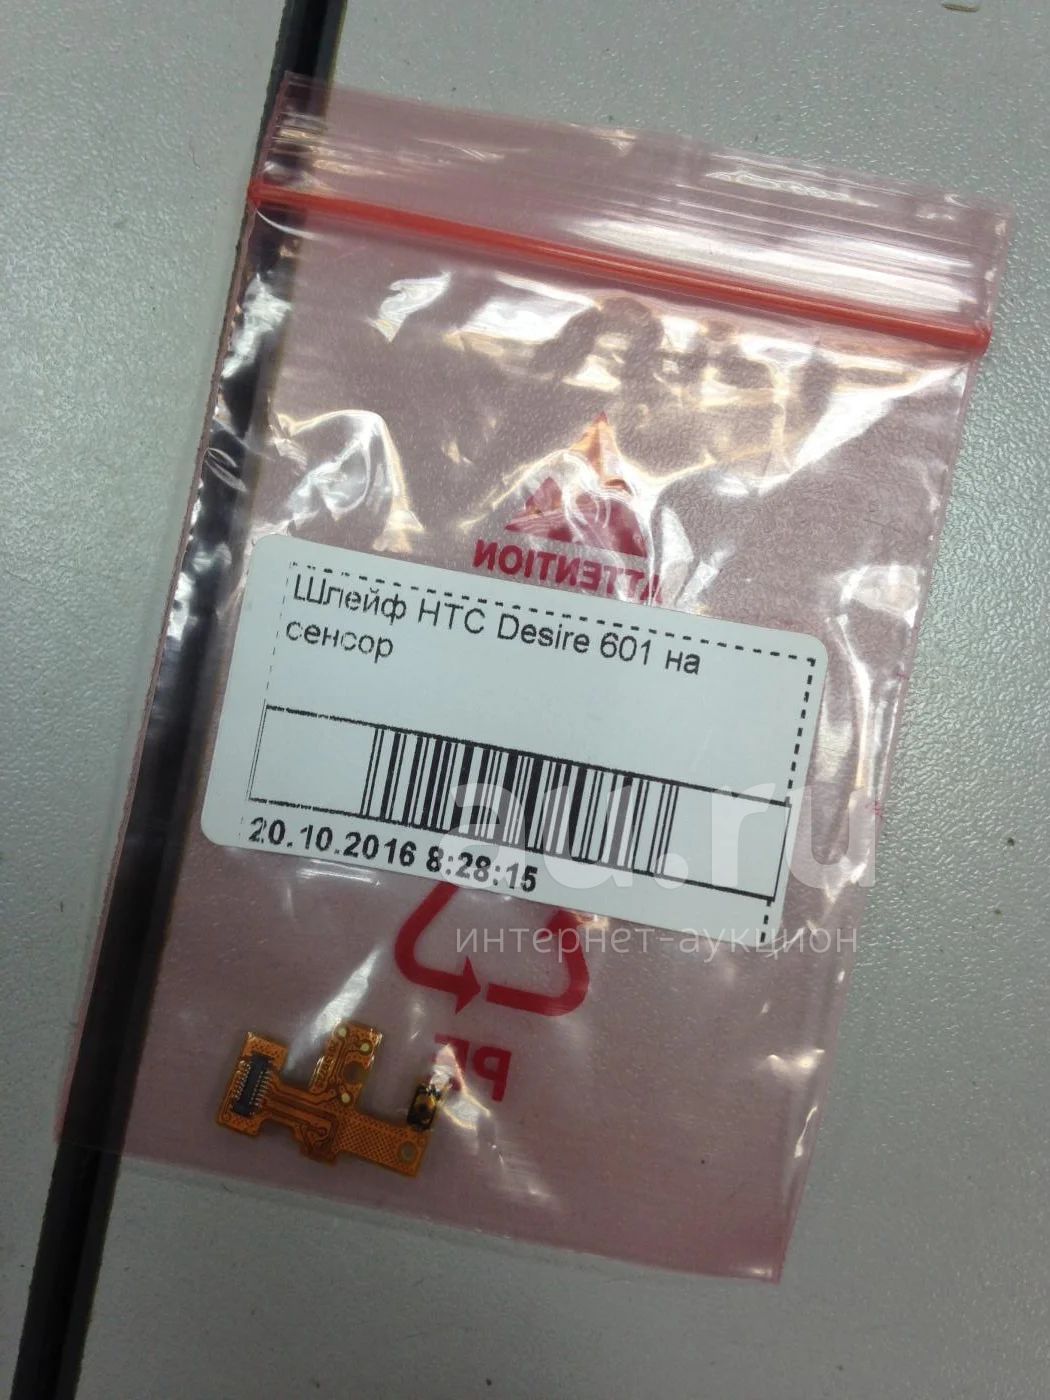 ATTENTION
Шлейф HTC Desire 601 на
сенсор
20.10.2016 8:28:15
au.ru
интернет-аукцион
PE